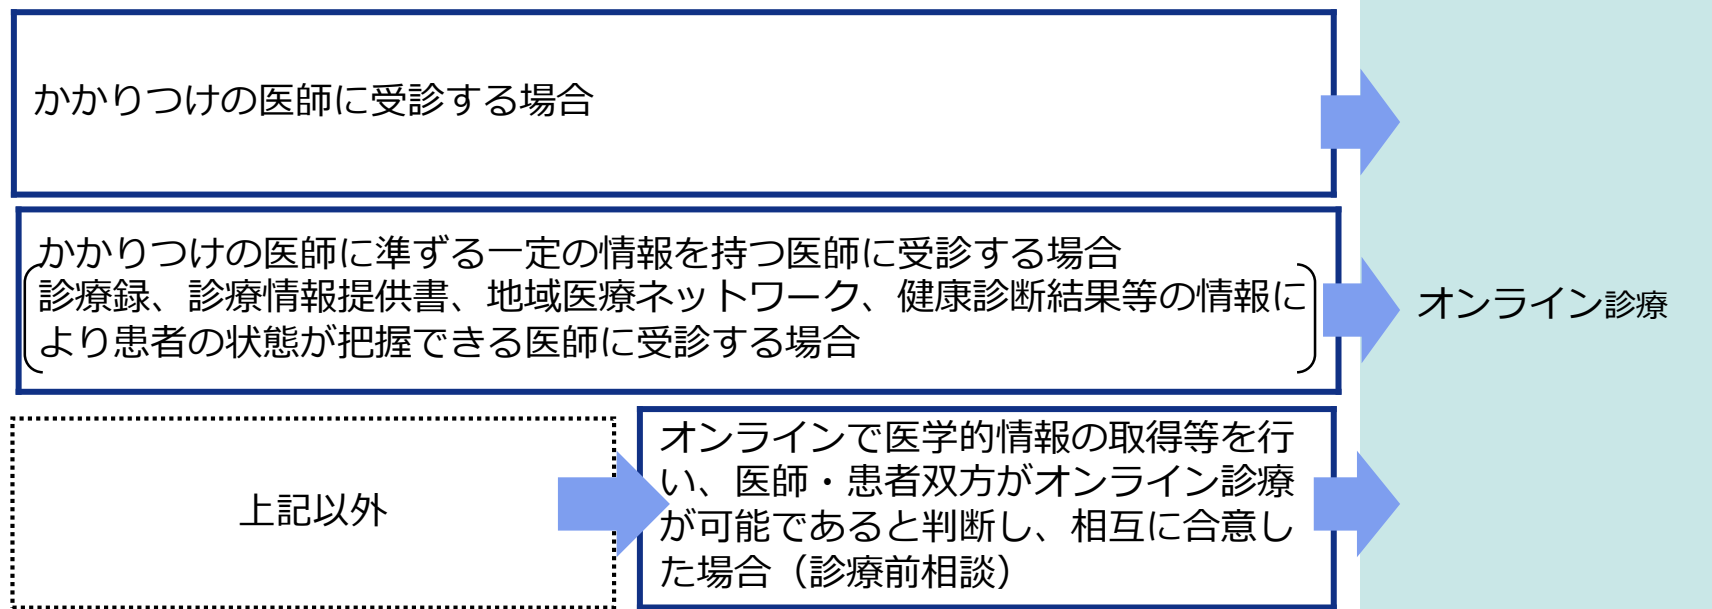 かかりつけの医師に受診する場合
かかりつけの医師に準ずる一定の情報を持つ医師に受診する場合
診療録、診療情報提供書、地域医療ネットワーク、健康診断結果等の情報に
より患者の状態が把握できる医師に受診する場合
オンライン診療
上記以外
オンラインで医学的情報の取得等を行
い、医師・患者双方がオンライン診療
が可能であると判断し、相互に合意し
た場合（診療前相談）